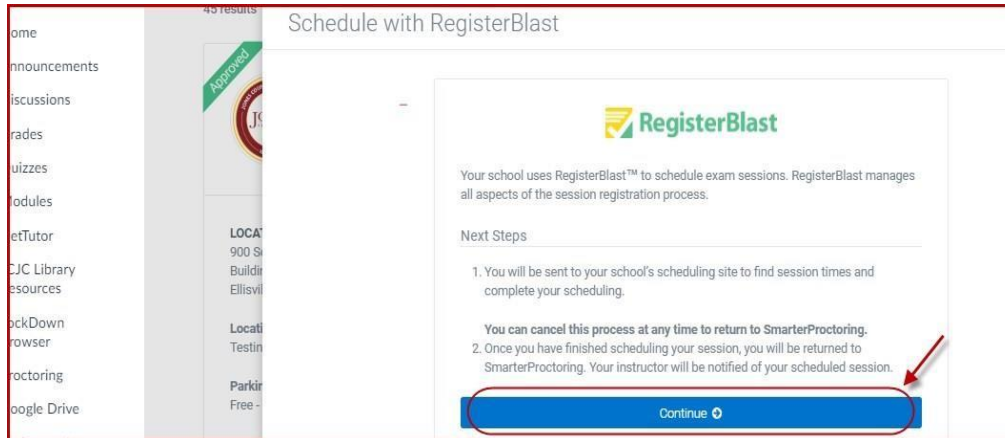 45 results
Schedule with RegisterBlast
ome
nnouncements
iscussions
rades
uizzes
lodules
etTutor
CJC Library
esources
ockDown
rowser
roctoring
oogle Drive
Approved
LOCAT
900 So
Buildin
Ellisvil
Locati
Testin
Parkin
Free -
RegisterBlast
Your school uses RegisterBlast™ to schedule exam sessions. RegisterBlast manages
all aspects of the session registration process.
Next Steps
1. You will be sent to your school's scheduling site to find session times and
complete your scheduling.
You can cancel this process at any time to return to SmarterProctoring.
2. Once you have finished scheduling your session, you will be returned to
SmarterProctoring. Your instructor will be notified of your scheduled session.
Continue